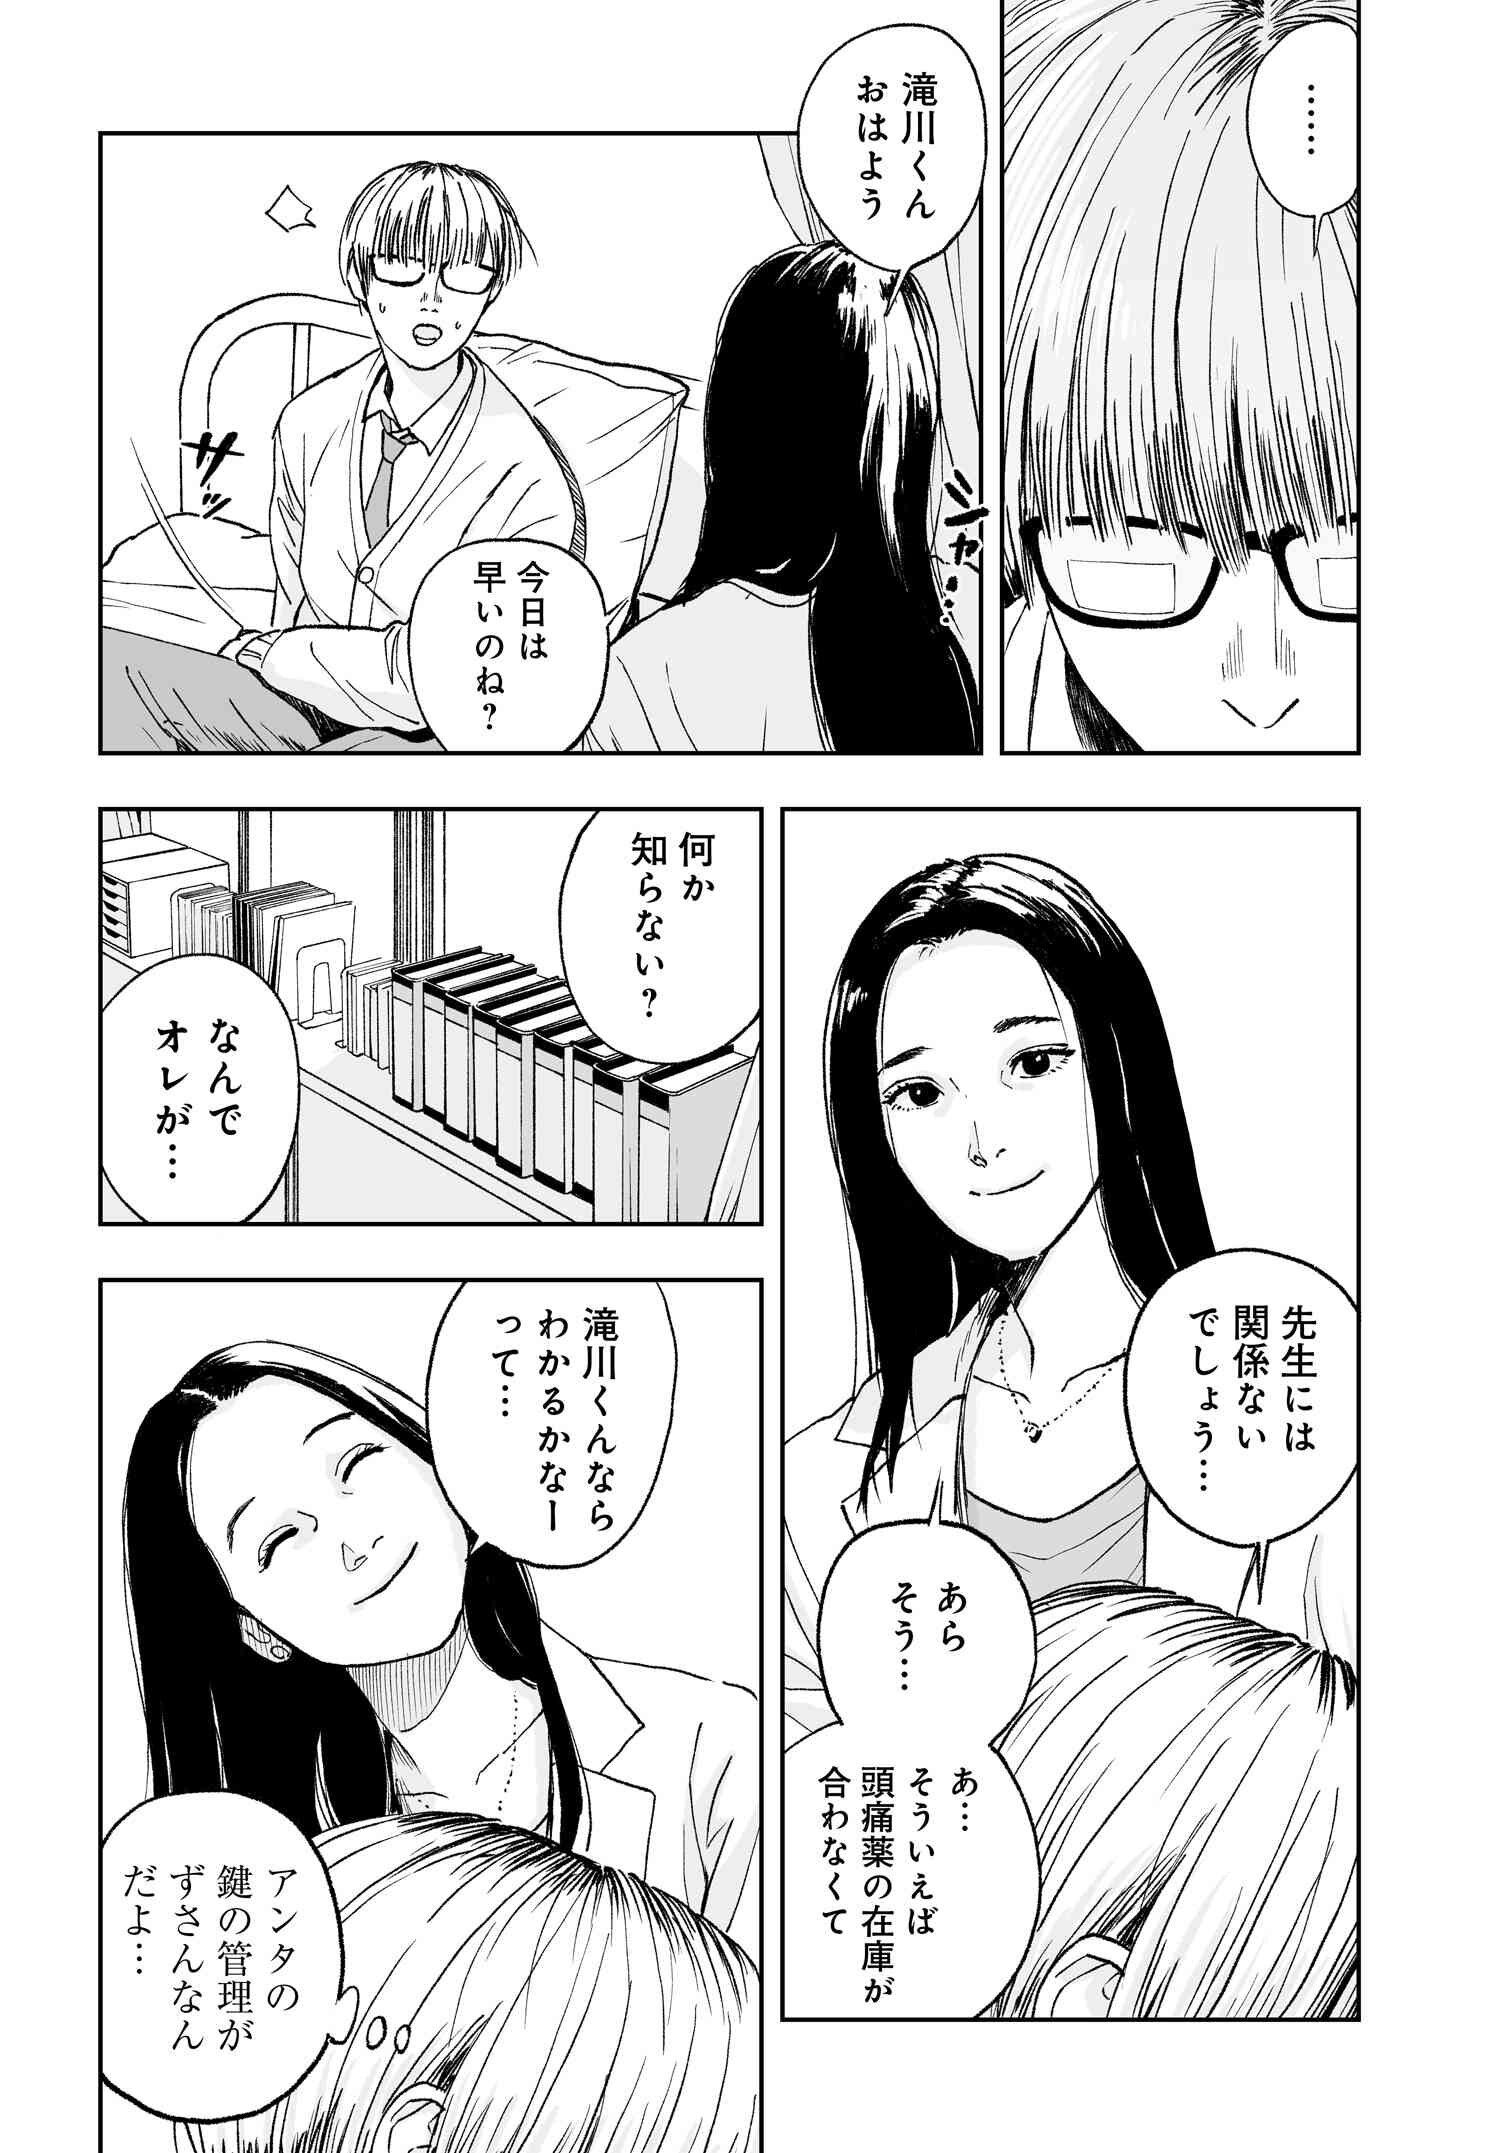 ……
滝川くん
おはよう
シャ…
サッ
今日は
早いのね？
先生には
関係ない
でしょう…
あら
そう…
あ…
そういえば
頭痛薬の在庫が
合わなくて
何か
知らない？
なんで
オレが…
滝川くんなら
わかるかなー
って…
アンタの
鍵の管理が
ずさんなん
だよ…